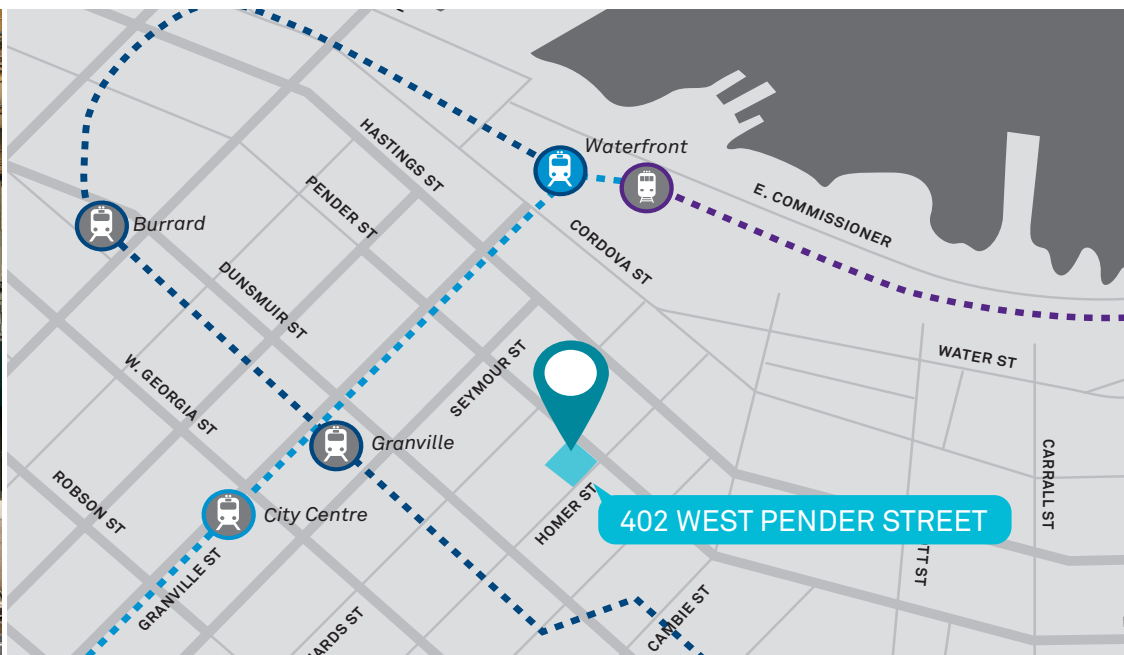 Waterfront
HASTINGS ST
PENDER ST
E. COMMISSIONER
Burrard
CORDOVA ST
DUNSMUIR ST
WATER ST
SEYMOUR ST
W. GEORGIA ST
Granville
CARRALL ST
ROBSON ST
City Centre
HOMER ST
402 WEST PENDER STREET
GRANVILLE ST
CAMBIE ST